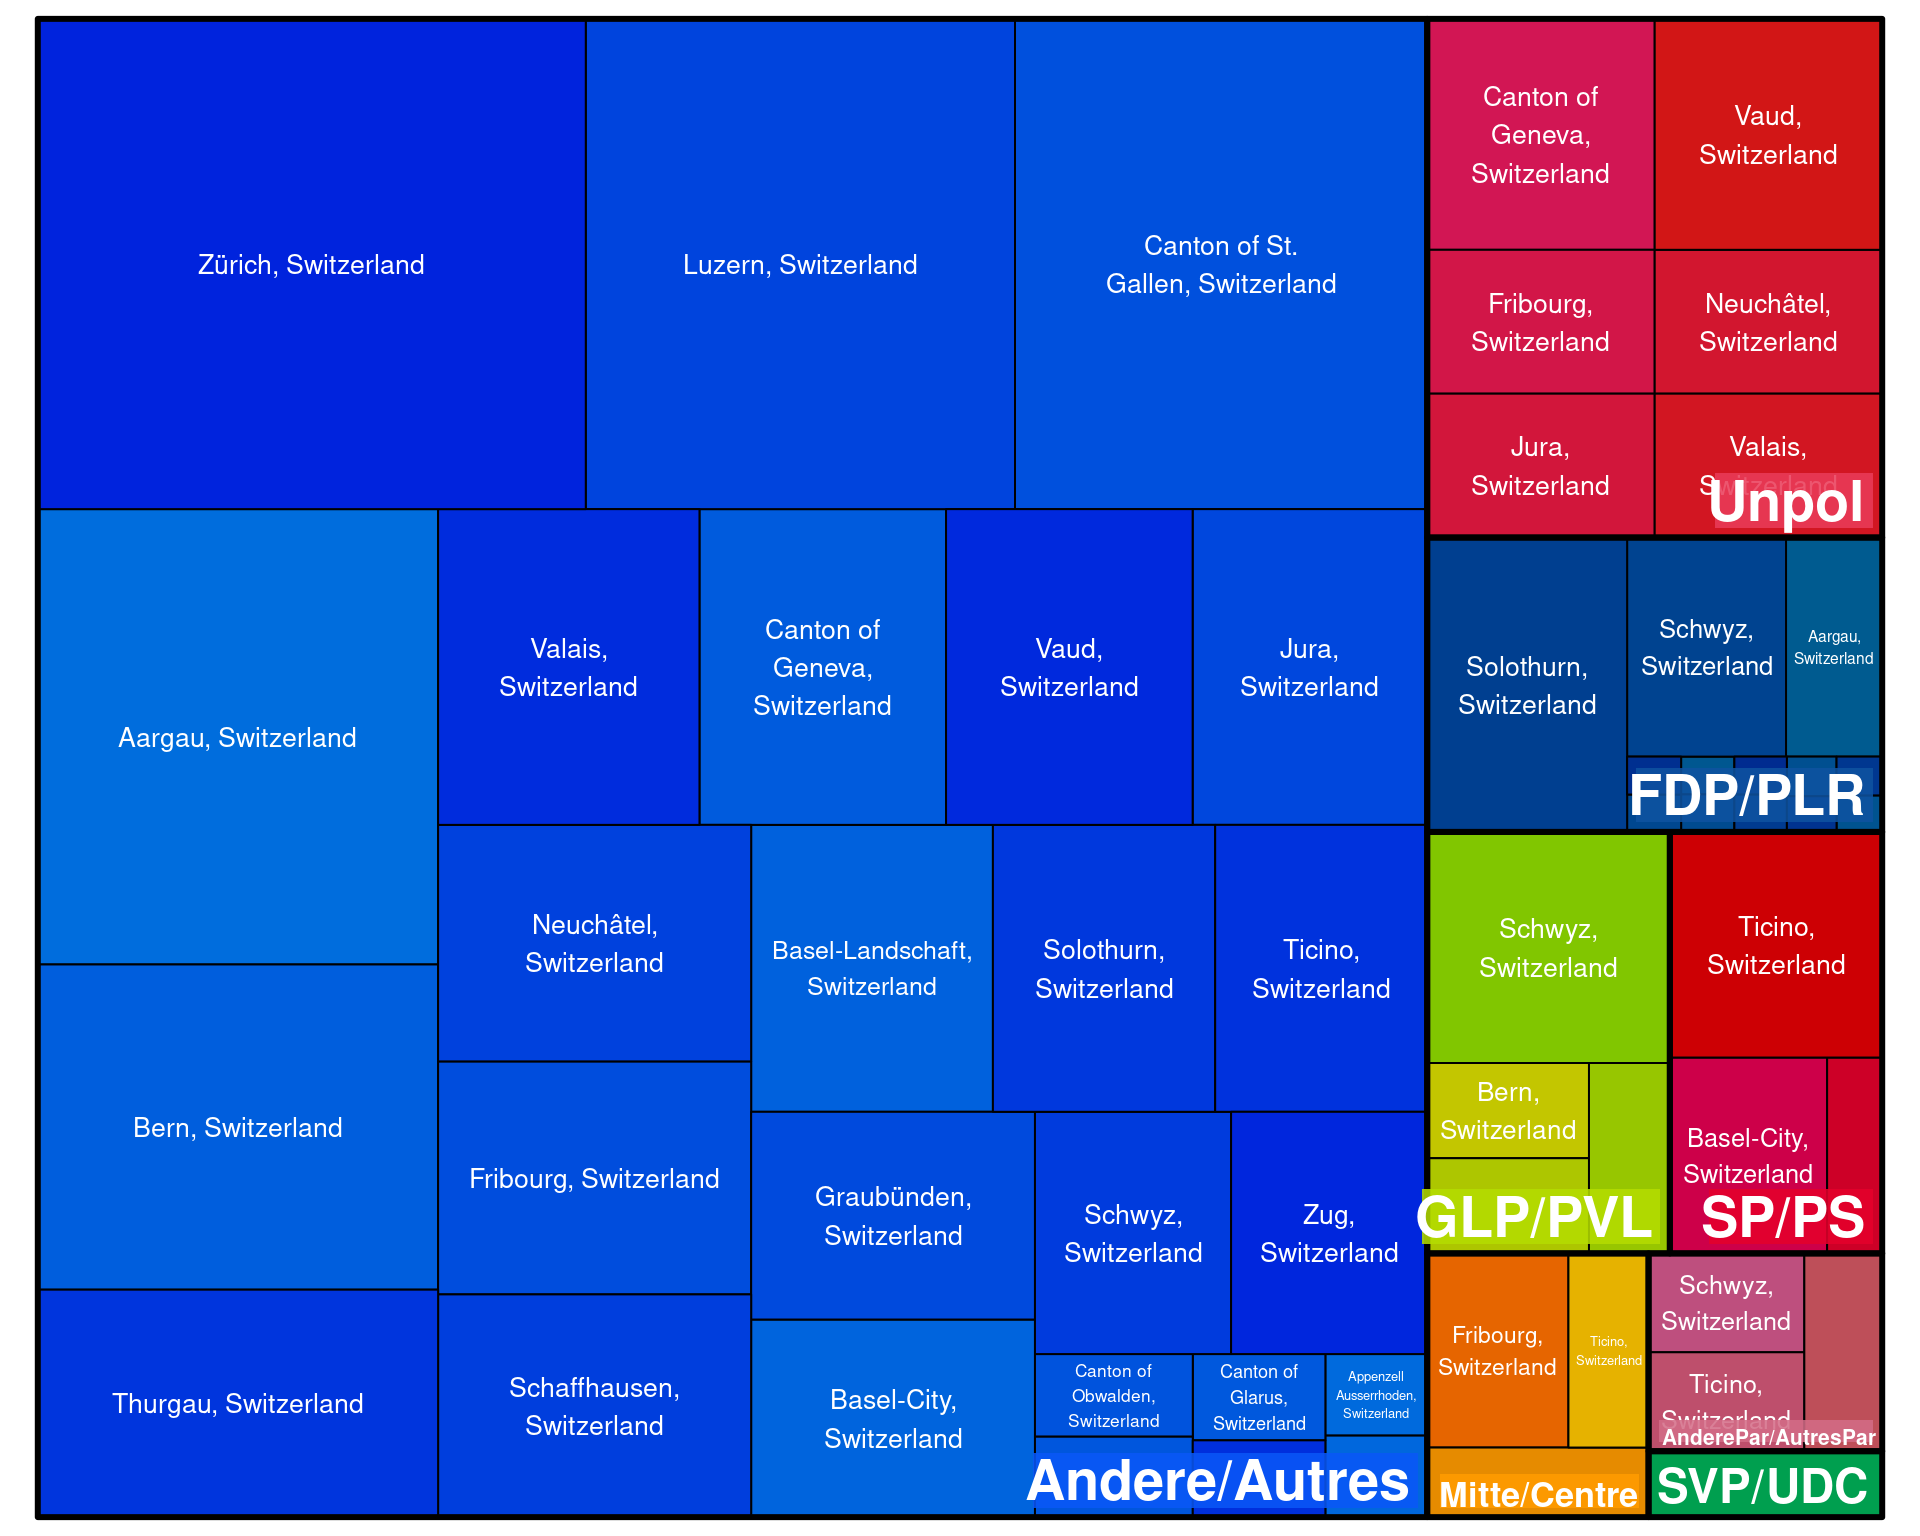 Zürich, Switzerland
Luzern, Switzerland
Canton of St.
Gallen, Switzerland
Aargau, Switzerland
Bern, Switzerland
Thurgau, Switzerland
Valais,
Switzerland
Canton of
Geneva,
Switzerland
Vaud,
Switzerland
Jura,
Switzerland
Neuchâtel,
Switzerland
Fribourg, Switzerland
Schaffhausen,
Switzerland
Basel-Landschaft,
Switzerland
Solothurn,
Switzerland
Ticino,
Switzerland
Graubünden,
Switzerland
Basel-City,
Switzerland
Schwyz,
Switzerland
Zug,
Switzerland
Canton of
Obwalden,
Switzerland
Canton of
Glarus,
Switzerland
Appenzell
Ausserrhoden,
Switzerland
Andere/Autres
Canton of
Geneva,
Switzerland
Vaud,
Switzerland
Fribourg,
Switzerland
Neuchâtel,
Switzerland
Jura,
Switzerland
Valais,
Switzerland
Unpol
Solothurn,
Switzerland
Schwyz,
Switzerland
Aargau,
Switzerland
FDP/PLR
Schwyz,
Switzerland
Bern,
Switzerland
GLP/PVL
Ticino,
Switzerland
Basel-City,
Switzerland
SP/PS
Fribourg,
Switzerland
Ticino,
Switzerland
Mitte/Centre
Schwyz,
Switzerland
Ticino,
Switzerland
AnderePar/AutresPar
SVP/UDC